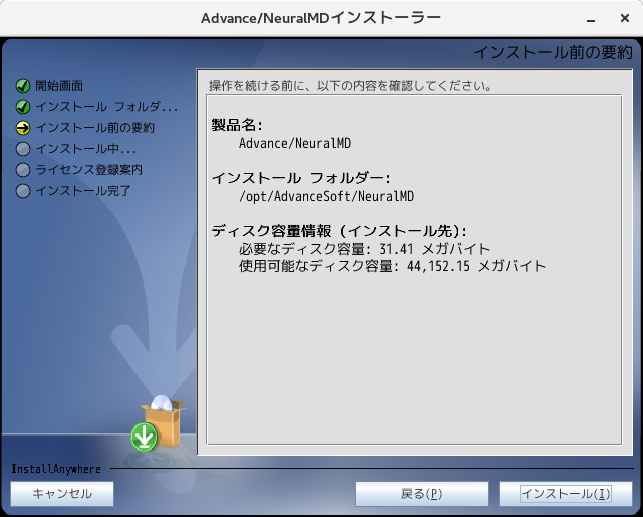 Advance/NeuralMDインストーラー
インストール前の要約
開始画面
インストール フォルダ...
インストール前の要約
インストール中...
ライセンス登録案内
インストール完了
操作を続ける前に、以下の内容を確認してください。
製品名:
Advance/NeuralMD
インストール フォルダー:
/opt/AdvanceSoft/NeuralMD
ディスク容量情報 (インストール先):
必要なディスク容量: 31.41 メガバイト
使用可能なディスク容量: 44,152.15 メガバイト
InstallAnywhere
キャンセル
戻る(P)
インストール(I)